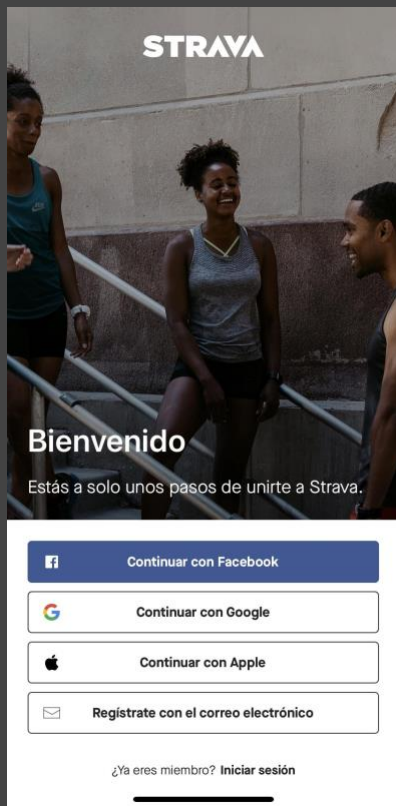 STRAVA
Bienvenido
Estás a solo unos pasos de unirte a Strava.
Continuar con Facebook
Continuar con Google
Continuar con Apple
Regístrate con el correo electrónico
¿Ya eres miembro? Iniciar sesión